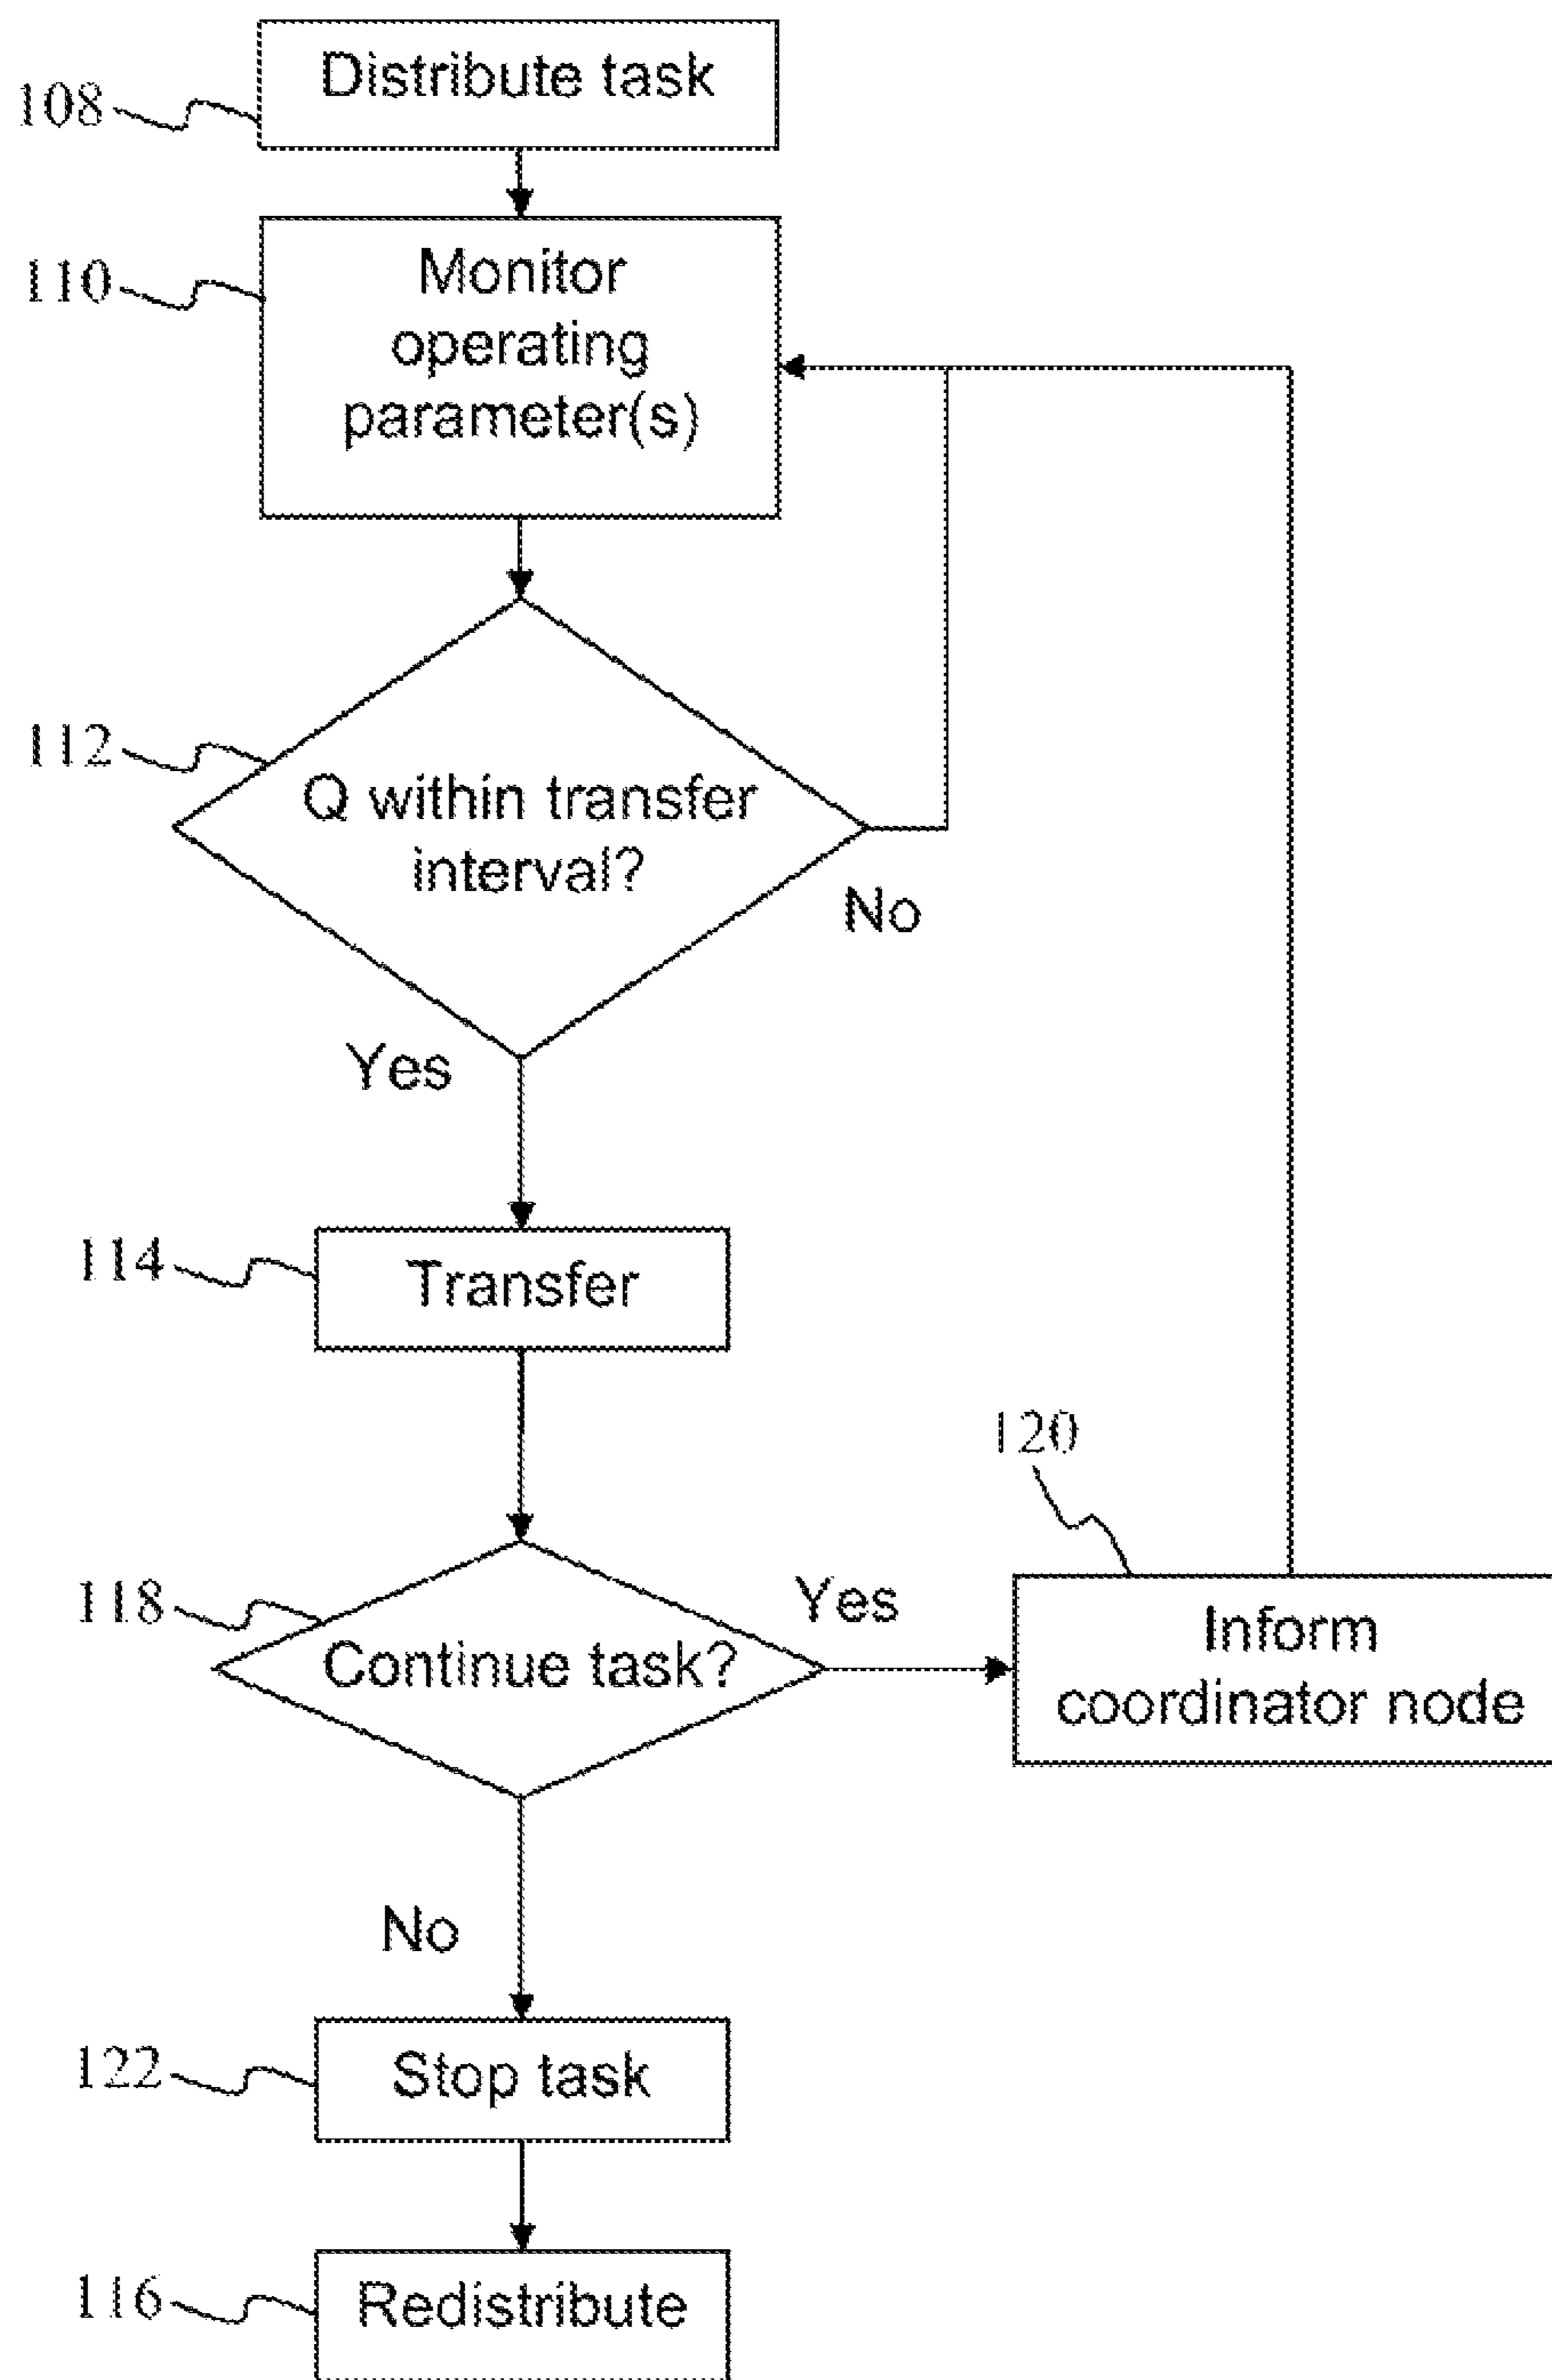 Distribute task
108
Monitor
operating
parameter(s)
110
Q within transfer
interval?
112
No
Yes
Transfer
114
120
Continue task?
118
Yes
Inform
coordinator node
No
Stop task
122
Redistribute
116